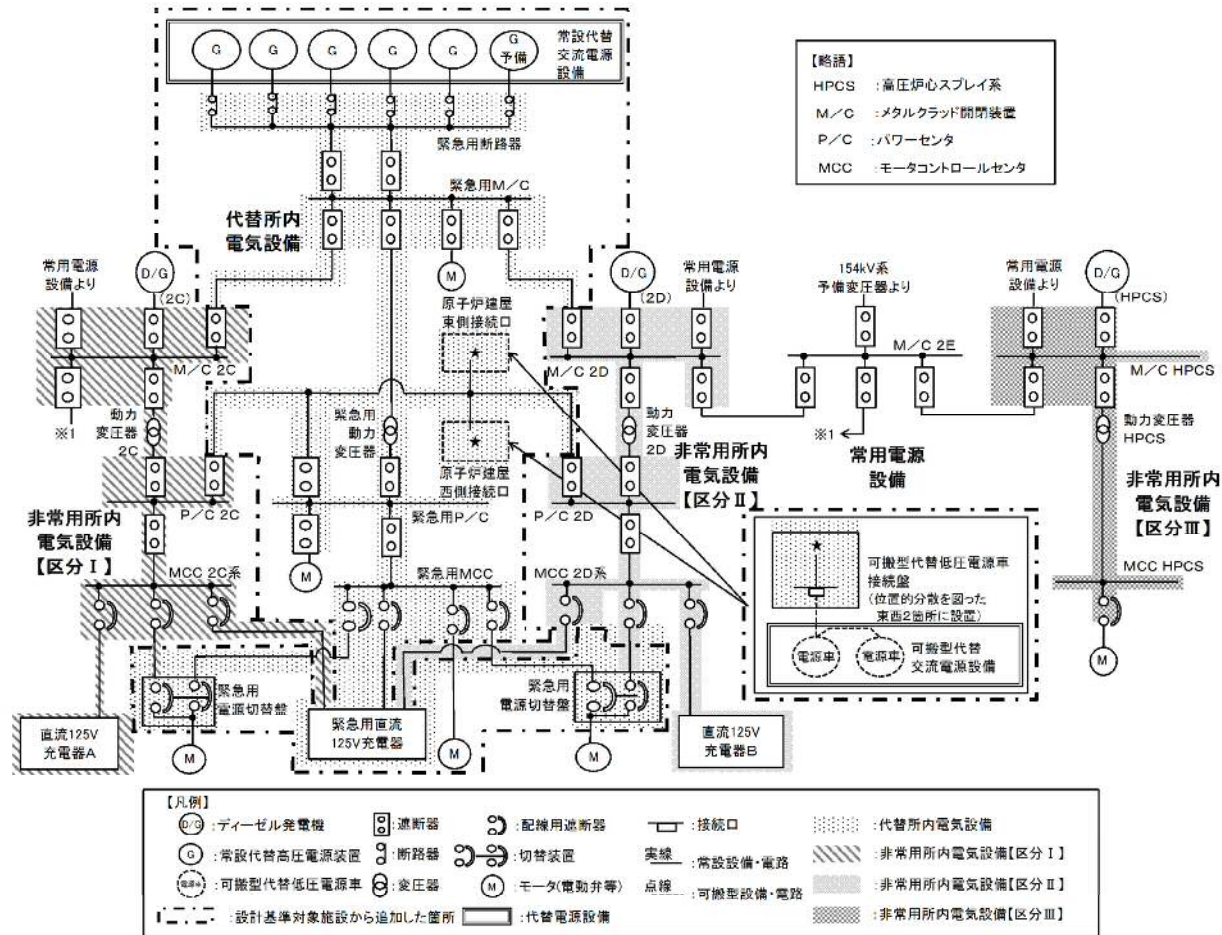 G
G
G
G
G
G
予備
常設代替
交流電源
設備
【略語】
HPCS :高圧炉心スプレイ系
M/C :メタルクラッド開閉装置
P/C :パワーセンタ
MCC :モータコントロールセンタ
緊急用断路器
緊急用M/C
代替所内
電気設備
常用電源
設備より
D/G
(2C)
M
原子炉建屋
東側接続口
D/G
(2D)
常用電源
設備より
154kV系
予備変圧器より
常用電源
設備より
D/G
(HPCS)
M/C 2C
M/C 2D
M/C 2E
M/C HPCS
※1
動力
変圧器
2C
緊急用
動力
変圧器
原子炉建屋
西側接続口
動力
変圧器
2D
非常用所内
電気設備
【区分Ⅱ】
※1
常用電源
設備
動力変圧器
HPCS
非常用所内
電気設備
【区分Ⅲ】
P/C 2C
緊急用P/C
P/C 2D
非常用所内
電気設備
【区分Ⅰ】
M
MCC 2C系
緊急用MCC
MCC 2D系
MCC HPCS
★
★
★
可搬型代替低圧電源車
接続盤
(位置的分散を図った
東西2箇所に設置)
電源車
電源車
可搬型代替
交流電源設備
M
緊急用
電源切替盤
緊急用
電源切替盤
直流125V
充電器A
M
緊急用直流
125V充電器
M
M
直流125V
充電器B
【凡例】
D/G :ディーゼル発電機
:遮断器
:配線用遮断器
:接続口
:代替所内電気設備
G :常設代替高圧電源装置
:断路器
:切替装置
実線 :常設設備・電路
:非常用所内電気設備【区分Ⅰ】
電源車 :可搬型代替低圧電源車
:変圧器
M :モータ(電動弁等)
点線 :可搬型設備・電路
:非常用所内電気設備【区分Ⅱ】
:設計基準対象施設から追加した箇所
:代替電源設備
:非常用所内電気設備【区分Ⅲ】